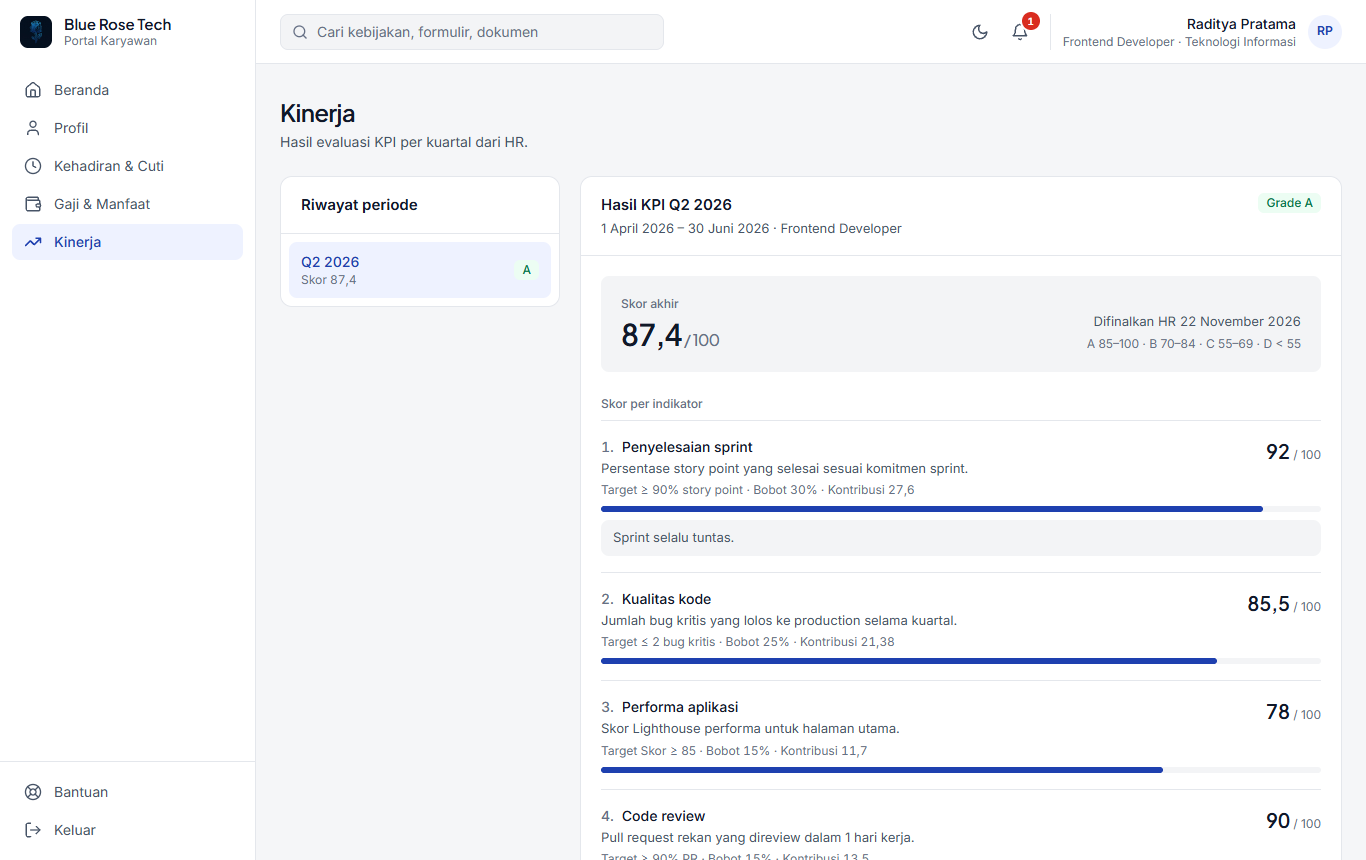 Blue Rose Tech
Portal Karyawan
Beranda
Profil
Kehadiran & Cuti
Gaji & Manfaat
Kinerja
Bantuan
Keluar
Cari kebijakan, formulir, dokumen
1
Raditya Pratama
Frontend Developer · Teknologi Informasi
RP
Kinerja
Hasil evaluasi KPI per kuartal dari HR.
Riwayat periode
Q2 2026
Skor 87,4
A
Hasil KPI Q2 2026
Grade A
1 April 2026 – 30 Juni 2026 · Frontend Developer
Skor akhir
87,4/100
Difinalkan HR 22 November 2026
A 85–100 · B 70–84 · C 55–69 · D < 55
Skor per indikator
1. Penyelesaian sprint
92 / 100
Persentase story point yang selesai sesuai komitmen sprint.
Target ≥ 90% story point · Bobot 30% · Kontribusi 27,6
Sprint selalu tuntas.
2. Kualitas kode
85,5 / 100
Jumlah bug kritis yang lolos ke production selama kuartal.
Target ≤ 2 bug kritis · Bobot 25% · Kontribusi 21,38
3. Performa aplikasi
78 / 100
Skor Lighthouse performa untuk halaman utama.
Target Skor ≥ 85 · Bobot 15% · Kontribusi 11,7
4. Code review
90 / 100
Pull request rekan yang direview dalam 1 hari kerja.
Target ≥ 90% PR · Bobot 15% · Kontribusi 13,5